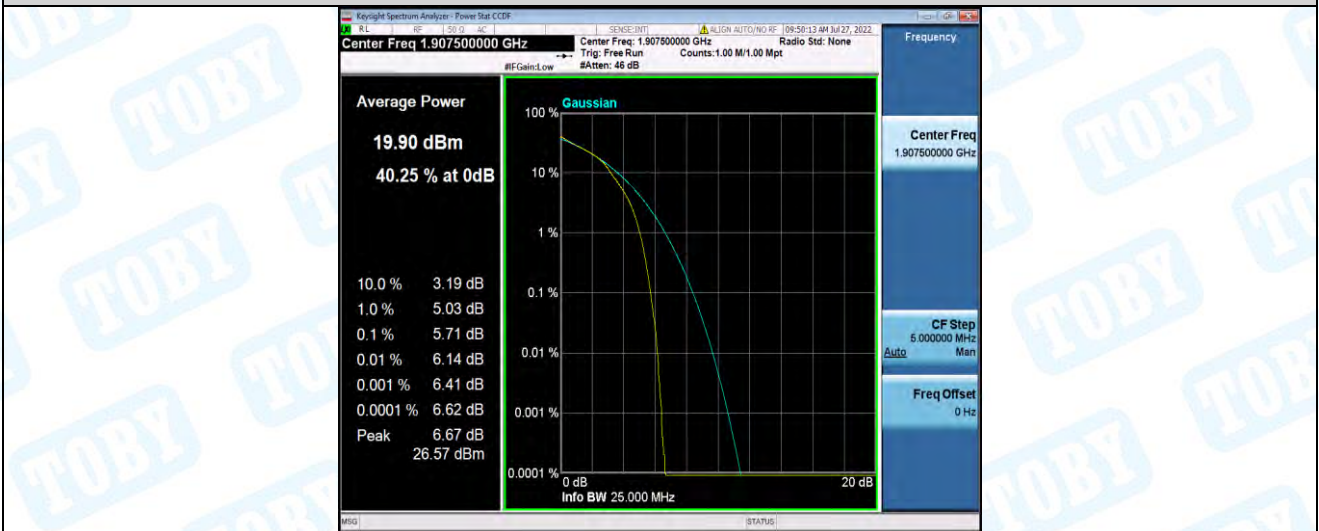 Keysight Spectrum Analyzer - Power Stat CCDF
RL RF 50 Ω AC SENSE:INT ALIGN AUTO/NO RF 09:50:13 AM Jul 27, 2022
Center Freq 1.907500000 GHz
Center Freq: 1.907500000 GHz Radio Std: None
Trig: Free Run Counts:1.00 M/1.00 Mpt
#IFGain:Low #Atten: 46 dB
Frequency
Average Power
19.90 dBm
40.25 % at 0dB
10.0 % 3.19 dB
1.0 % 5.03 dB
0.1 % 5.71 dB
0.01 % 6.14 dB
0.001 % 6.41 dB
0.0001 % 6.62 dB
Peak 6.67 dB
26.57 dBm
Gaussian
100 %
10 %
1 %
0.1 %
0.01 %
0.001 %
0.0001 %
0 dB 20 dB
Info BW 25.000 MHz
Center Freq
1.907500000 GHz
CF Step
5.000000 MHz
Auto Man
Freq Offset
0 Hz
MSG STATUS
TOBY
TOBY
TOBY
TOBY
TOBY
TOBY
TOBY
TOBY